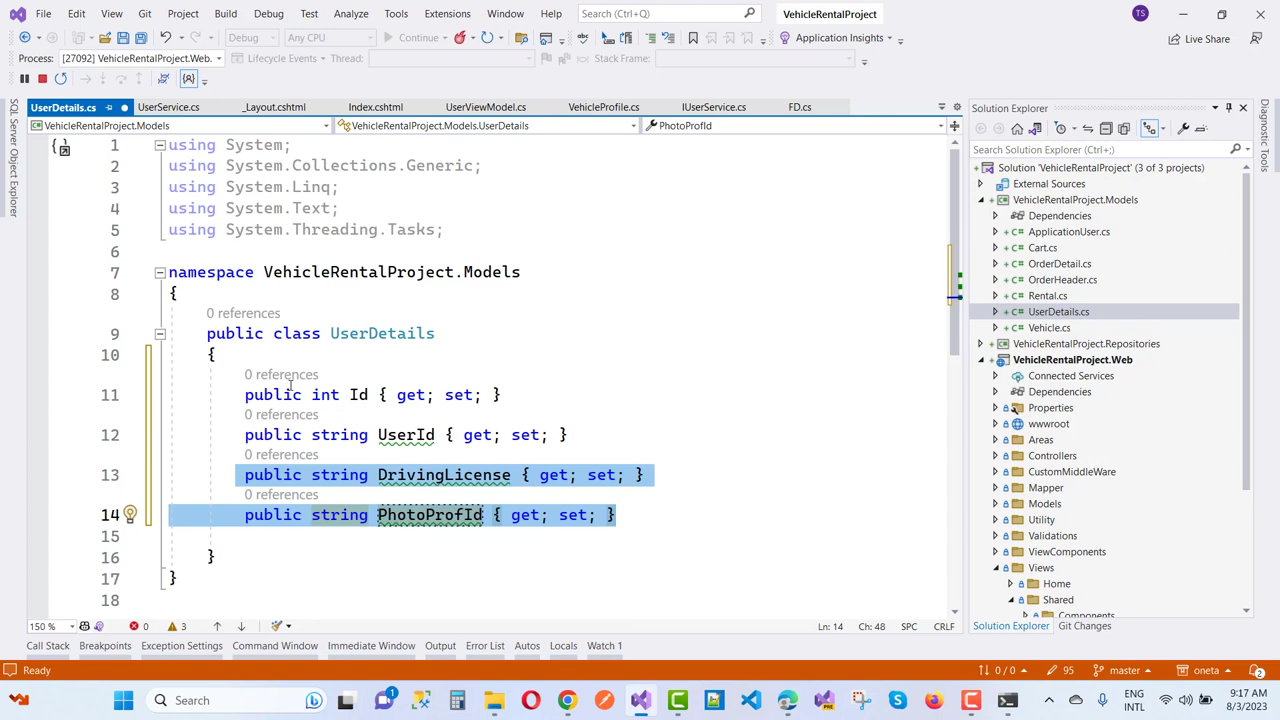 File Edit View Git Project Build Debug Test Analyze Tools Extensions Window Help Search (Ctrl+;) VehicleRentalProject TS
Debug Any CPU Continue Application Insights Live Share
Process: [27092] VehicleRentalProject.Web. Lifecycle Events Thread: Stack Frame:
UserDetails.cs UserService.cs _Layout.cshtml Index.cshtml UserViewModel.cs VehicleProfile.cs IUserService.cs FD.cs
VehicleRentalProject.Models VehicleRentalProject.Models.UserDetails PhotoProfId
SQL Server Object Explorer
1 using System;
2 using System.Collections.Generic;
3 using System.Linq;
4 using System.Text;
5 using System.Threading.Tasks;
6
7 namespace VehicleRentalProject.Models
8 {
0 references
9 public class UserDetails
10 {
0 references
11 public int Id { get; set; }
0 references
12 public string UserId { get; set; }
0 references
13 public string DrivingLicense { get; set; }
0 references
14 public string PhotoProfId { get; set; }
15
16 }
17 }
18
150 % 0 3 Ln: 14 Ch: 48 SPC CRLF
Solution Explorer
Search Solution Explorer (Ctrl+;)
Solution 'VehicleRentalProject' (3 of 3 projects)
External Sources
VehicleRentalProject.Models
Dependencies
C# ApplicationUser.cs
C# Cart.cs
C# OrderDetail.cs
C# OrderHeader.cs
C# Rental.cs
C# UserDetails.cs
C# Vehicle.cs
VehicleRentalProject.Repositories
VehicleRentalProject.Web
Connected Services
Dependencies
Properties
wwwroot
Areas
Controllers
CustomMiddleWare
Mapper
Models
Utility
Validations
ViewComponents
Views
Home
Shared
Components
Solution Explorer Git Changes
Diagnostic Tools
Call Stack Breakpoints Exception Settings Command Window Immediate Window Output Error List Autos Locals Watch 1
Ready 0 / 0 95 master oneta 2
Search 1 ENG INTL 9:17 AM 8/3/2023